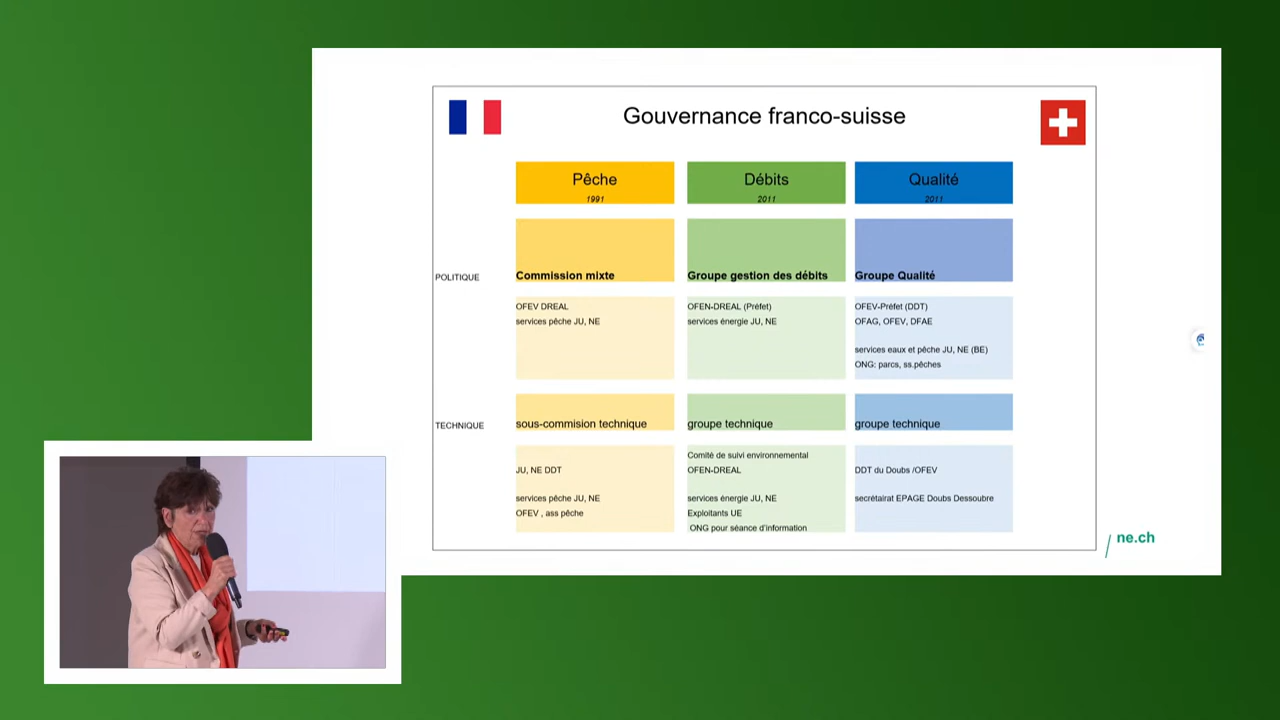 Gouvernance franco-suisse
Pêche
1991
Débits
2011
Qualité
2011
POLITIQUE
Commission mixte
Groupe gestion des débits
Groupe Qualité
OFEV DREAL
services pêche JU, NE
OFEN-DREAL (Préfet)
services énergie JU, NE
OFEV-Préfet (DDT)
OFAG, OFEV, DFAE
services eaux et pêche JU, NE (BE)
ONG: parcs, ss.pêches
TECHNIQUE
sous-commision technique
groupe technique
groupe technique
JU, NE DDT
services pêche JU, NE
OFEV , ass pêche
Comité de suivi environnemental
OFEN-DREAL
services énergie JU, NE
Exploitants UE
ONG pour séance d'information
DDT du Doubs /OFEV
secrétairat EPAGE Doubs Dessoubre
ne.ch